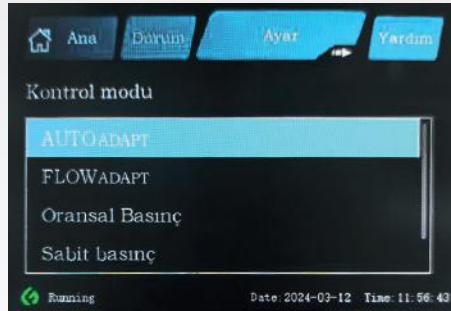 Ana Durum Ayar Yardım
Kontrol modu
AUTOADAPT
FLOWADAPT
Oransal Basınç
Sabit basınç
Running Date:2024-03-12 Time:11:56:43